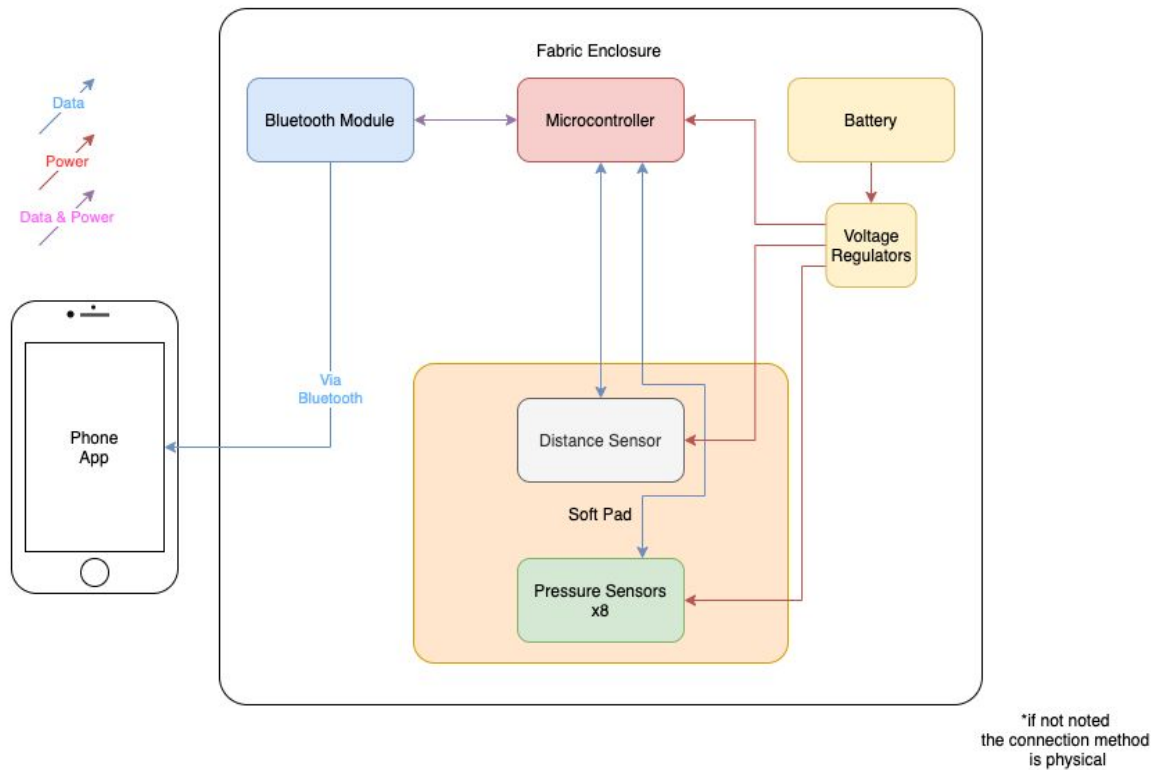 Fabric Enclosure
Data
Power
Data & Power
Bluetooth Module
Microcontroller
Battery
Voltage
Regulators
Via
Bluetooth
Phone
App
Distance Sensor
Soft Pad
Pressure Sensors
x8
*if not noted
the connection method
is physical